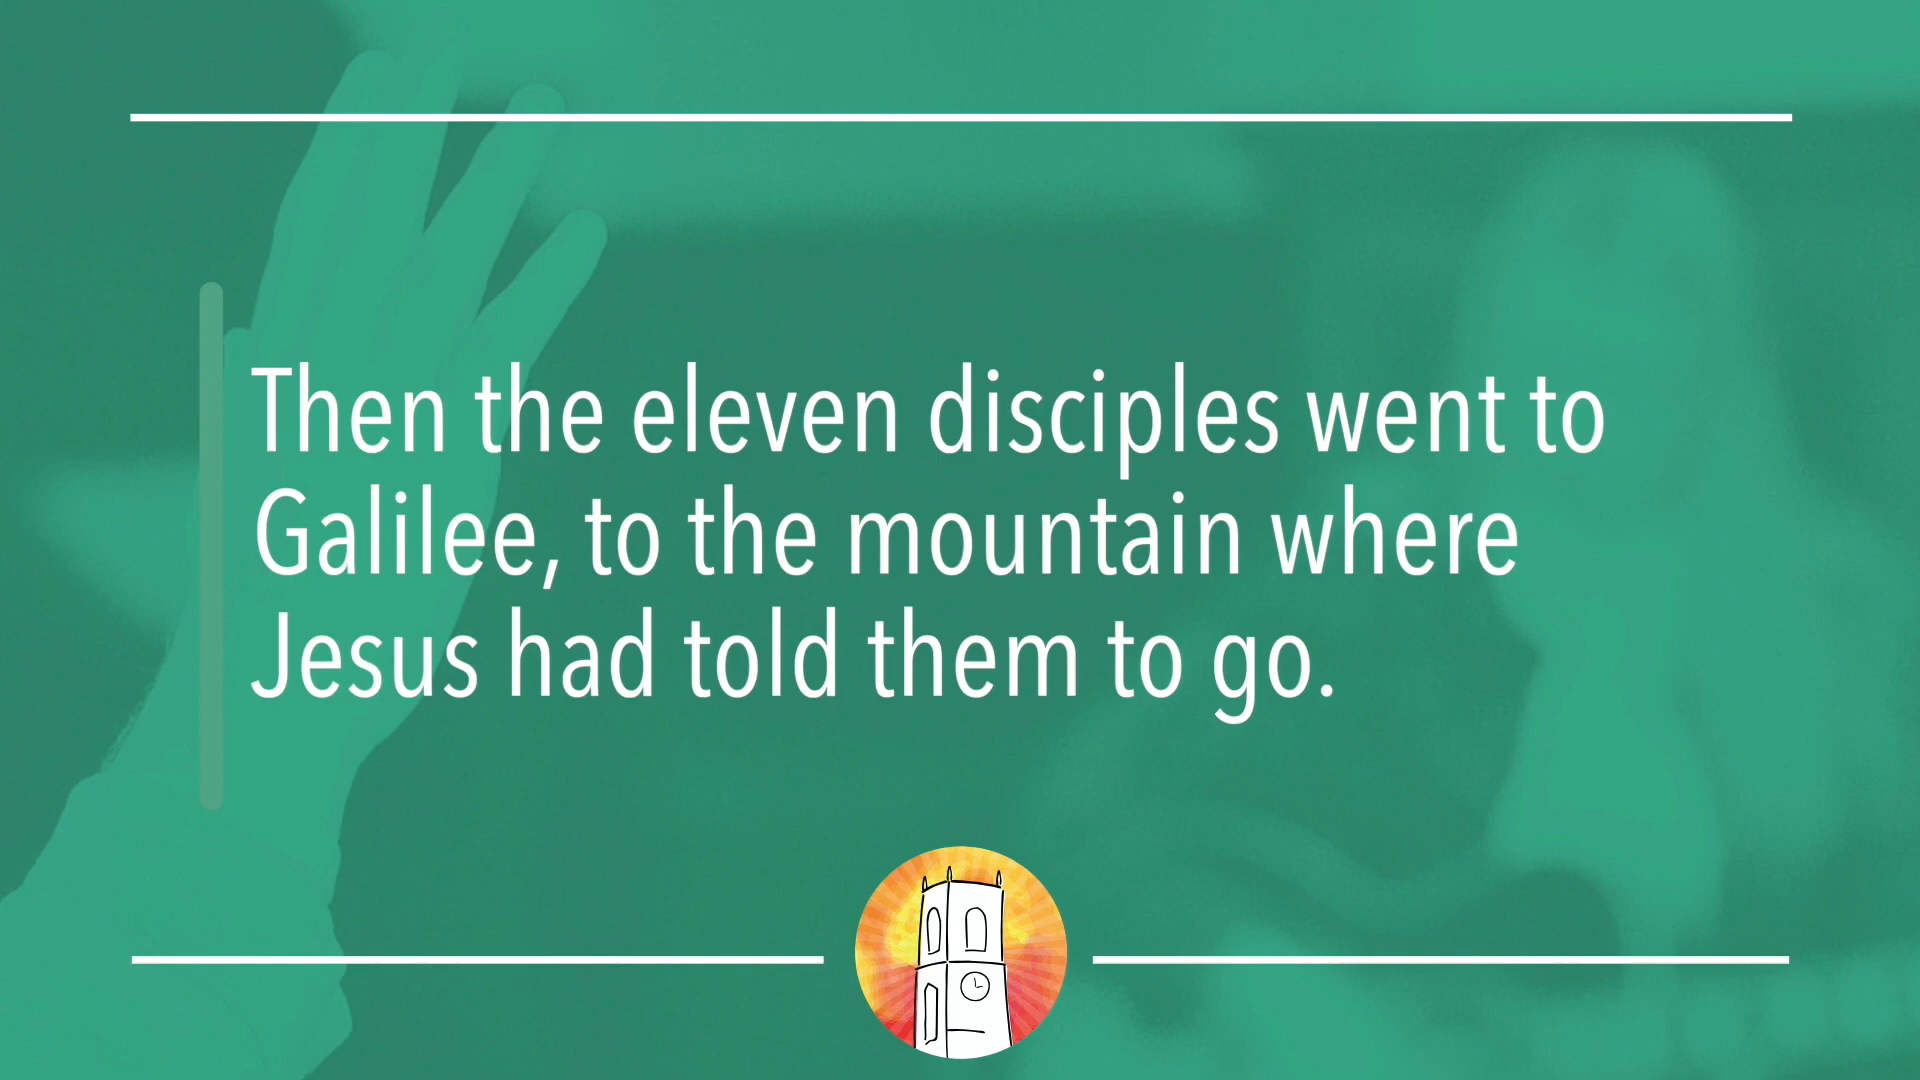 Then the eleven disciples went to
Galilee, to the mountain where
Jesus had told them to go.